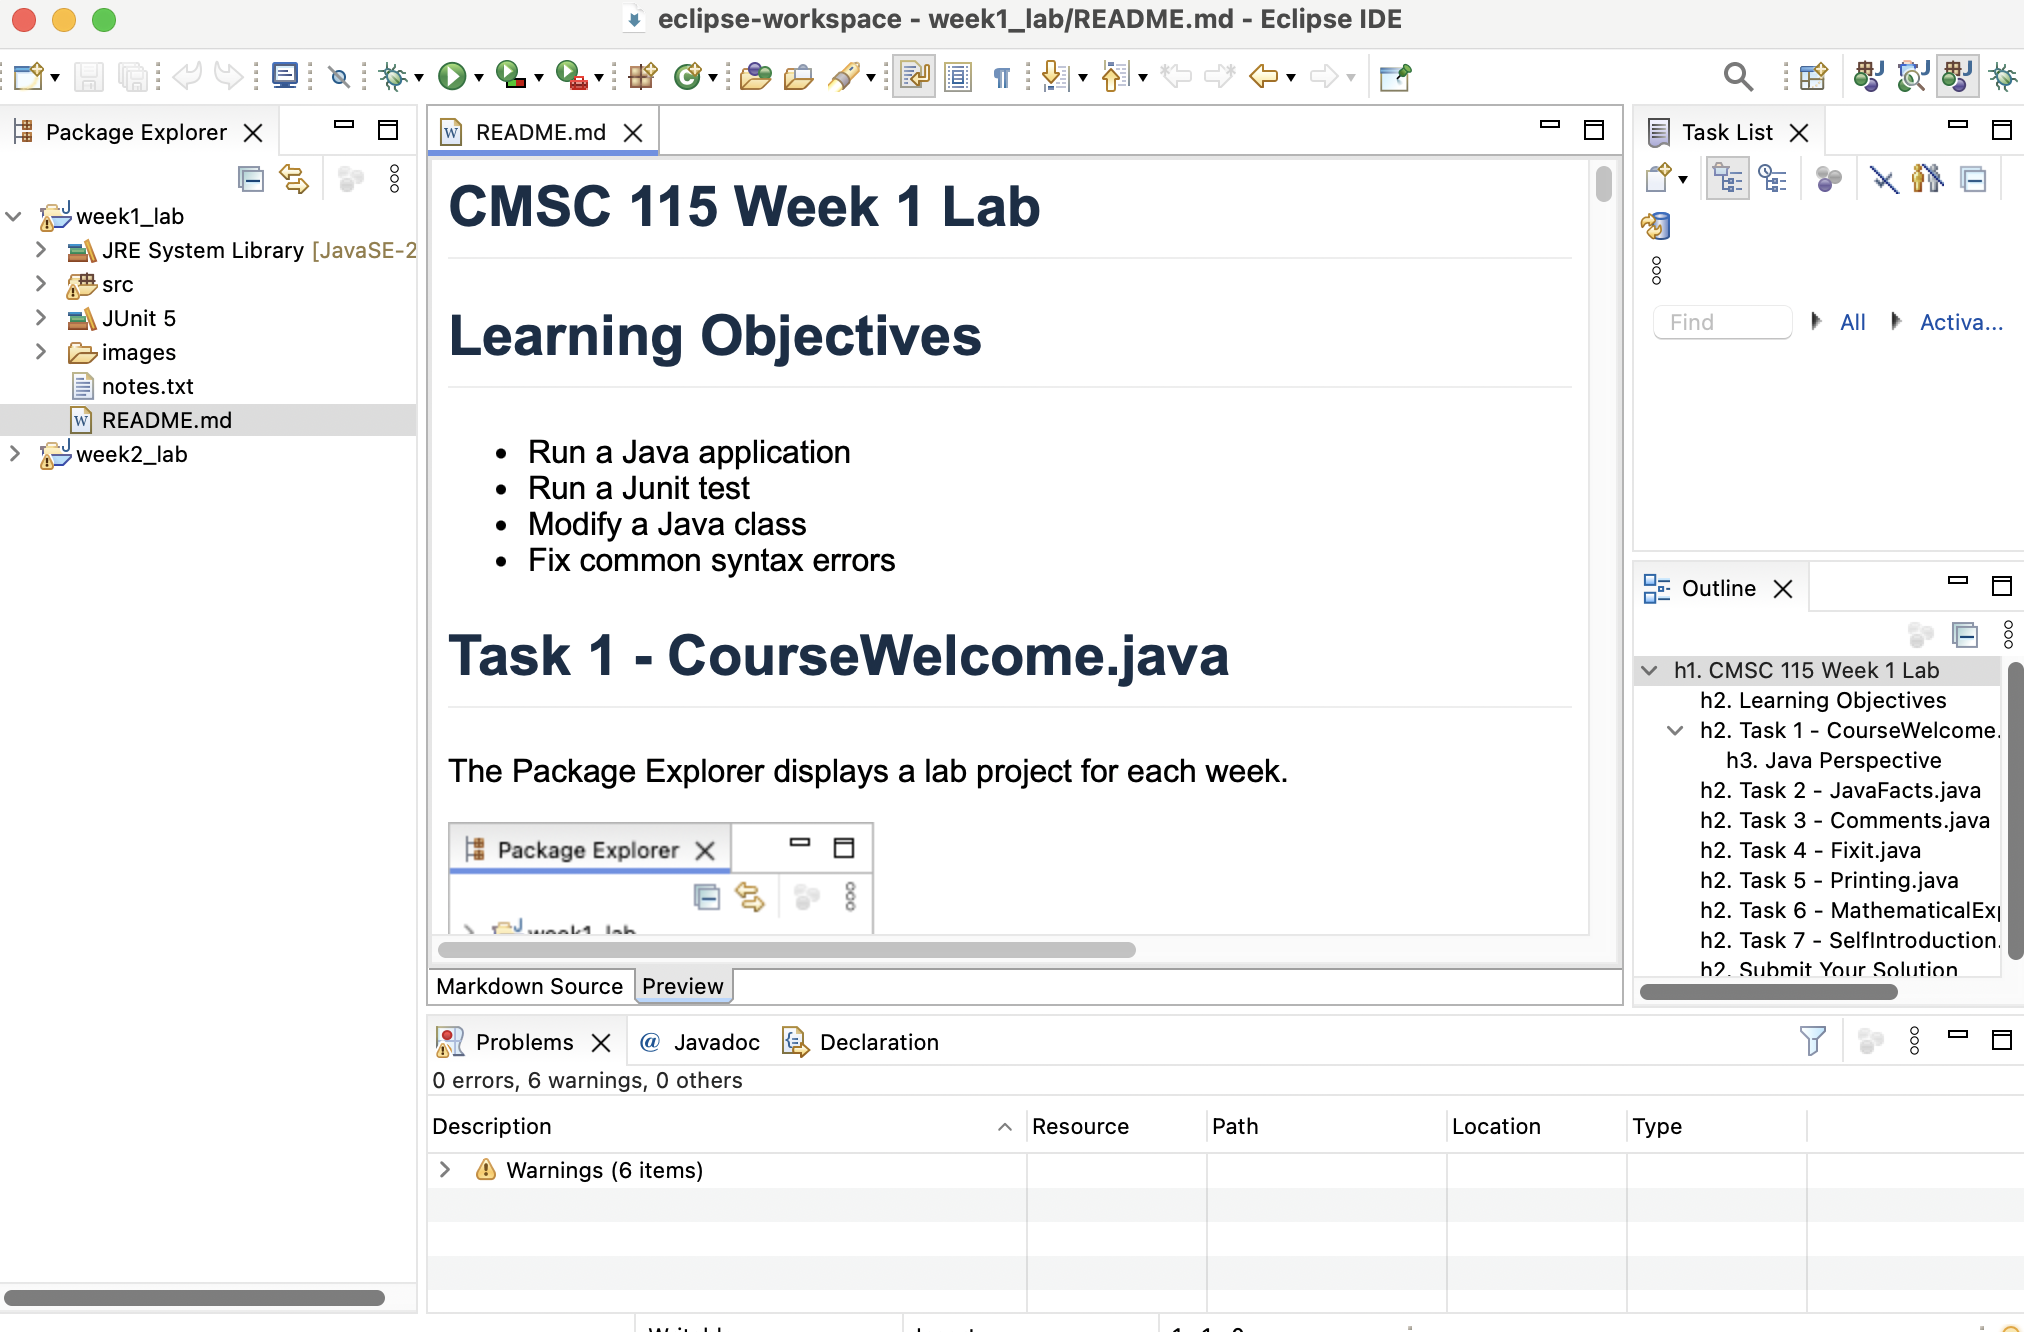 eclipse-workspace - week1_lab/README.md - Eclipse IDE
Package Explorer
week1_lab
JRE System Library [JavaSE-2
src
JUnit 5
images
notes.txt
README.md
week2_lab
README.md
CMSC 115 Week 1 Lab
Learning Objectives
• Run a Java application
• Run a Junit test
• Modify a Java class
• Fix common syntax errors
Task 1 - CourseWelcome.java
The Package Explorer displays a lab project for each week.
Package Explorer
week1_lab
Markdown Source
Preview
Task List
Find
All
Activa...
Outline
h1. CMSC 115 Week 1 Lab
h2. Learning Objectives
h2. Task 1 - CourseWelcome.
h3. Java Perspective
h2. Task 2 - JavaFacts.java
h2. Task 3 - Comments.java
h2. Task 4 - Fixit.java
h2. Task 5 - Printing.java
h2. Task 6 - MathematicalExp
h2. Task 7 - SelfIntroduction.
h2. Submit Your Solution
Problems
@ Javadoc
Declaration
0 errors, 6 warnings, 0 others
Description Resource Path Location Type
Warnings (6 items)